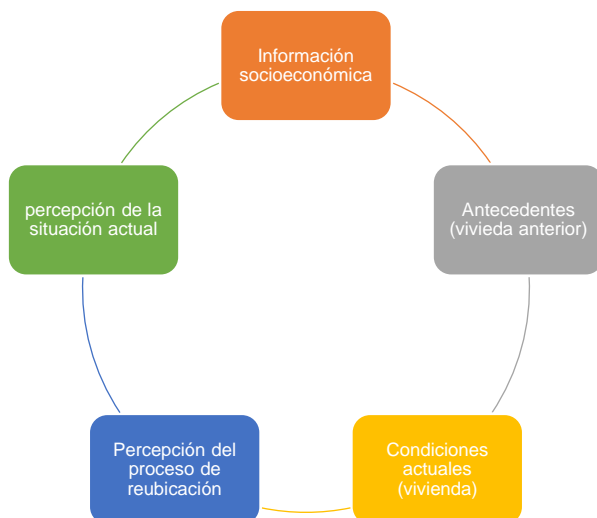 Información
socioeconómica
Antecedentes
(vivieda anterior)
Condiciones
actuales
(vivienda)
Percepción del
proceso de
reubicación
percepción de la
situación actual